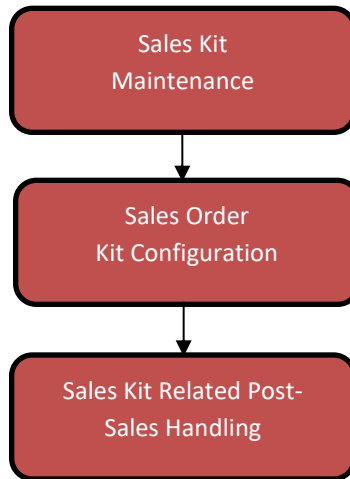 Sales Kit
Maintenance
Sales Order
Kit Configuration
Sales Kit Related Post-
Sales Handling